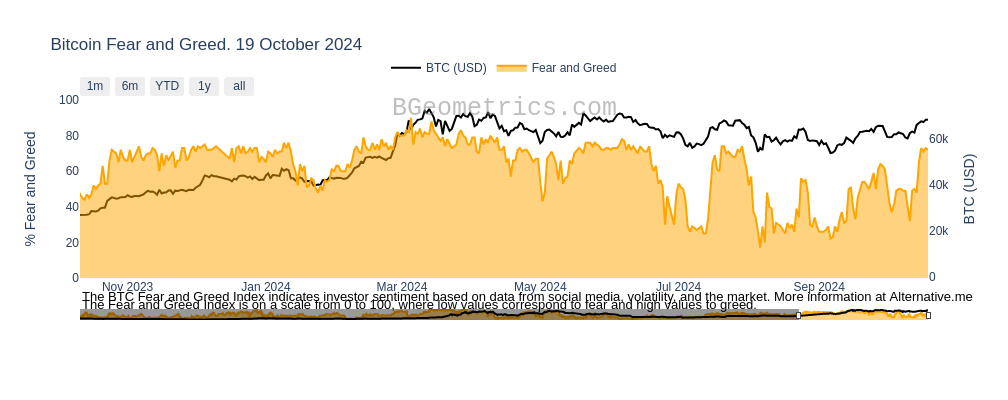 Bitcoin Fear and Greed. 19 October 2024
BTC (USD) Fear and Greed
1m 6m YTD 1y all
BGeometrics.com
100
80
60
40
20
0
% Fear and Greed
60k
40k
20k
0
BTC (USD)
Nov 2023 Jan 2024 Mar 2024 May 2024 Jul 2024 Sep 2024
The BTC Fear and Greed Index indicates investor sentiment based on data from social media, volatility, and the market. More information at Alternative.me
The Fear and Greed Index is on a scale from 0 to 100, where low values correspond to fear and high values to greed.